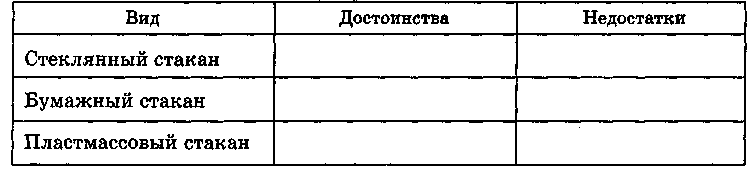 Вид Достоинства Недостатки
Стеклянный стакан
Бумажный стакан
Пластмассовый стакан